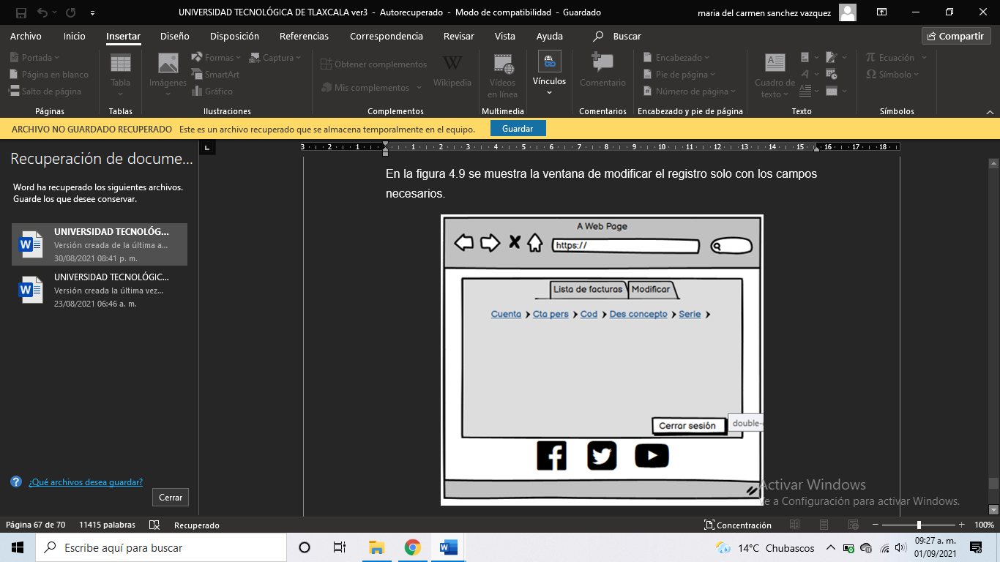 UNIVERSIDAD TECNOLÓGICA DE TLAXCALA ver3 - Autorecuperado - Modo de compatibilidad - Guardado
maria del carmen sanchez vazquez
Archivo Inicio Insertar Diseño Disposición Referencias Correspondencia Revisar Vista Ayuda Buscar Compartir
Portada
Página en blanco
Salto de página
Páginas
Tabla
Tablas
Imágenes
Formas
SmartArt
Gráfico
Captura
Ilustraciones
Obtener complementos
Mis complementos
Wikipedia
Complementos
Vídeos
en línea
Multimedia
Vínculos
Comentario
Comentarios
Encabezado
Pie de página
Número de página
Encabezado y pie de página
Cuadro de
texto
Texto
Ecuación
Símbolo
Símbolos
ARCHIVO NO GUARDADO RECUPERADO Este es un archivo recuperado que se almacena temporalmente en el equipo. Guardar
Recuperación de docume...
Word ha recuperado los siguientes archivos.
Guarde los que desee conservar.
UNIVERSIDAD TECNOLÓG...
Versión creada de la última a...
30/08/2021 08:41 p. m.
UNIVERSIDAD TECNOLÓGIC...
Versión creada la última vez...
23/08/2021 06:46 a. m.
¿Qué archivos desea guardar?
Cerrar
3 2 1 1 2 3 4 5 6 7 8 9 10 11 12 13 14 15 16 17 18
En la figura 4.9 se muestra la ventana de modificar el registro solo con los campos
necesarios.
A Web Page
https://
Lista de facturas Modificar
Cuenta Cta pers Cod Des concepto Serie
Cerrar sesión
double-
Activar Windows
Ve a Configuración para activar Windows.
Página 67 de 70 11415 palabras Recuperado Concentración 100%
Escribe aquí para buscar
14°C Chubascos
09:27 a. m.
01/09/2021